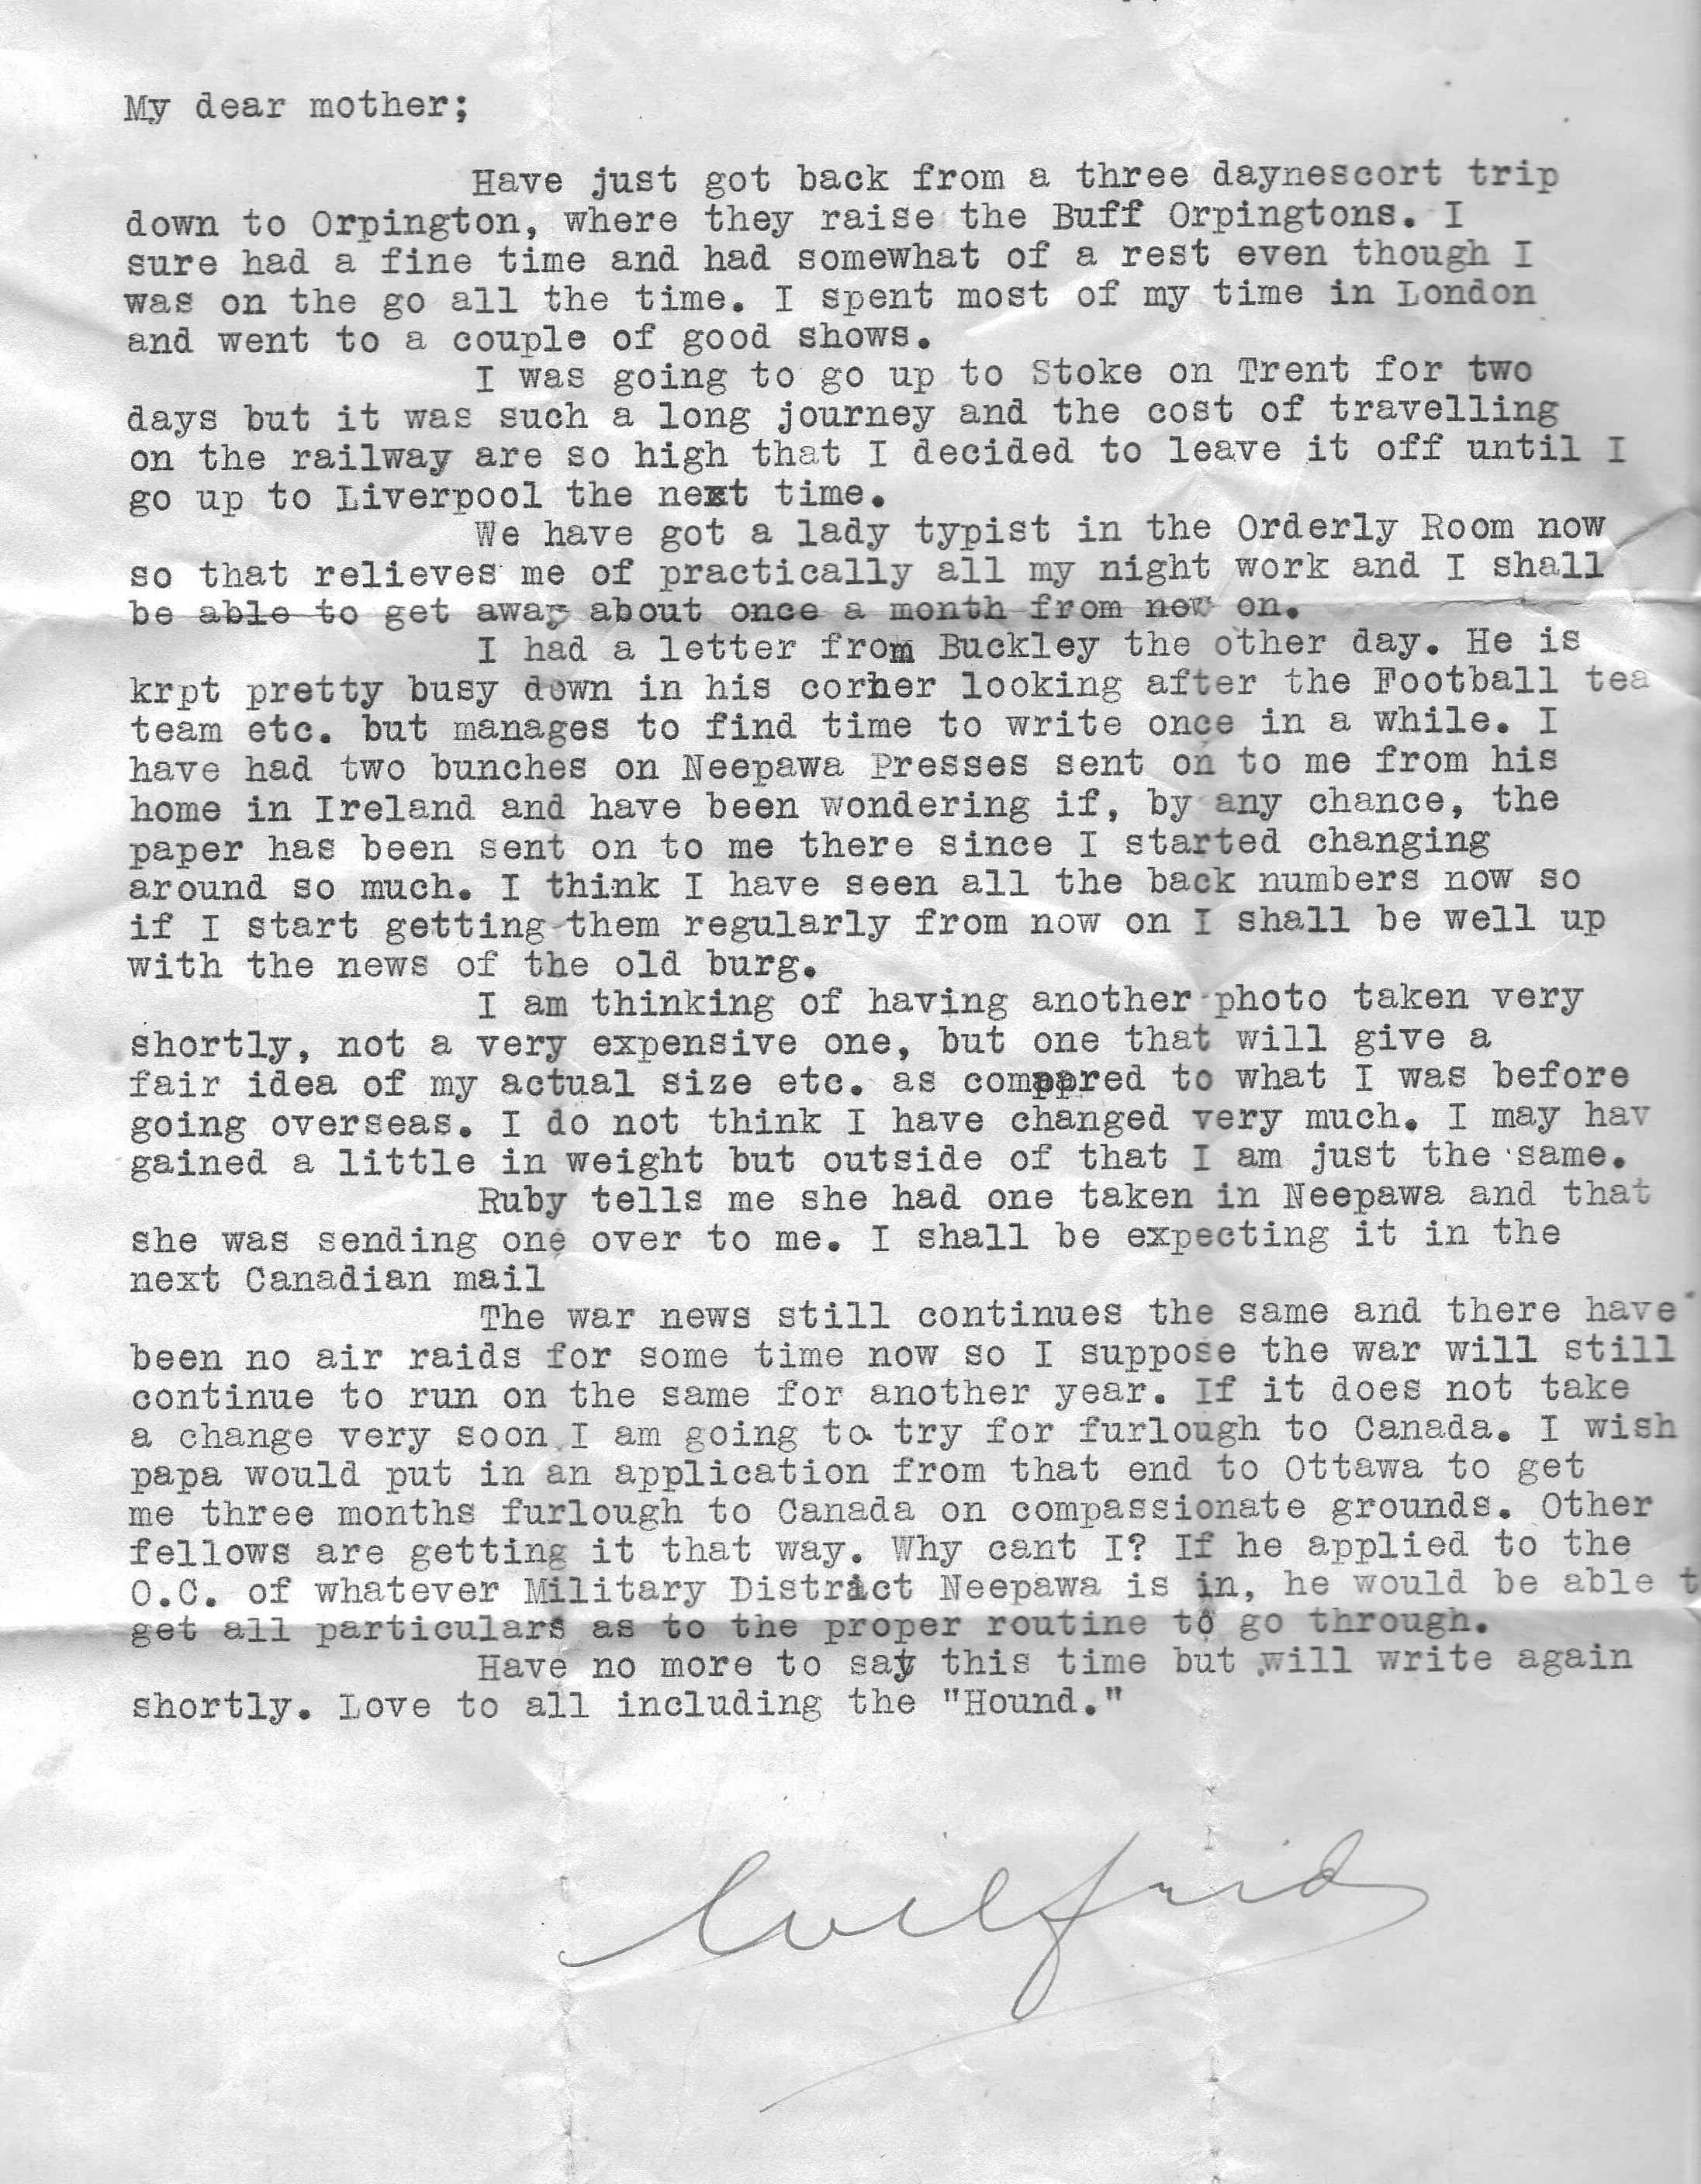 My dear mother;
Have just got back from a three daynescort trip
down to Orpington, where they raise the Buff Orpingtons. I
sure had a fine time and had somewhat of a rest even though I
was on the go all the time. I spent most of my time in London
and went to a couple of good shows.
I was going to go up to Stoke on Trent for two
days but it was such a long journey and the cost of travelling
on the railway are so high that I decided to leave it off until I
go up to Liverpool the next time.
We have got a lady typist in the Orderly Room now
so that relieves me of practically all my night work and I shall
be able to get away about once a month from now on.
I had a letter from Buckley the other day. He is
krpt pretty busy down in his corner looking after the Football tea
team etc. but manages to find time to write once in a while. I
have had two bunches on Neepawa Presses sent on to me from his
home in Ireland and have been wondering if, by any chance, the
paper has been sent on to me there since I started changing
around so much. I think I have seen all the back numbers now so
if I start getting them regularly from now on I shall be well up
with the news of the old burg.
I am thinking of having another photo taken very
shortly, not a very expensive one, but one that will give a
fair idea of my actual size etc. as compared to what I was before
going overseas. I do not think I have changed very much. I may hav
gained a little in weight but outside of that I am just the same.
Ruby tells me she had one taken in Neepawa and that
she was sending one over to me. I shall be expecting it in the
next Canadian mail
The war news still continues the same and there have
been no air raids for some time now so I suppose the war will still
continue to run on the same for another year. If it does not take
a change very soon I am going to try for furlough to Canada. I wish
papa would put in an application from that end to Ottawa to get
me three months furlough to Canada on compassionate grounds. Other
fellows are getting it that way. Why cant I? If he applied to the
O.C. of whatever Military District Neepawa is in, he would be able t
get all particulars as to the proper routine to go through.
Have no more to say this time but will write again
shortly. Love to all including the "Hound."
Wilfrid